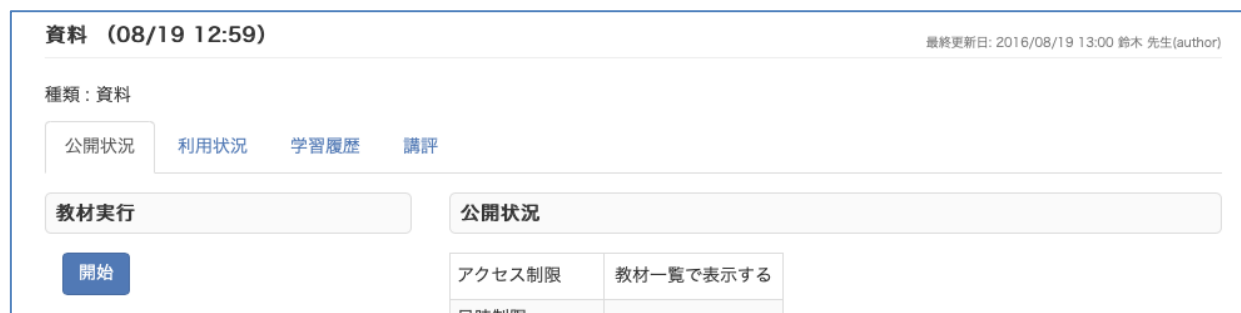 資料 （08/19 12:59）
最終更新日: 2016/08/19 13:00 鈴木 先生(author)
種類 : 資料
公開状況 利用状況 学習履歴 講評
教材実行
公開状況
開始
アクセス制限 教材一覧で表示する